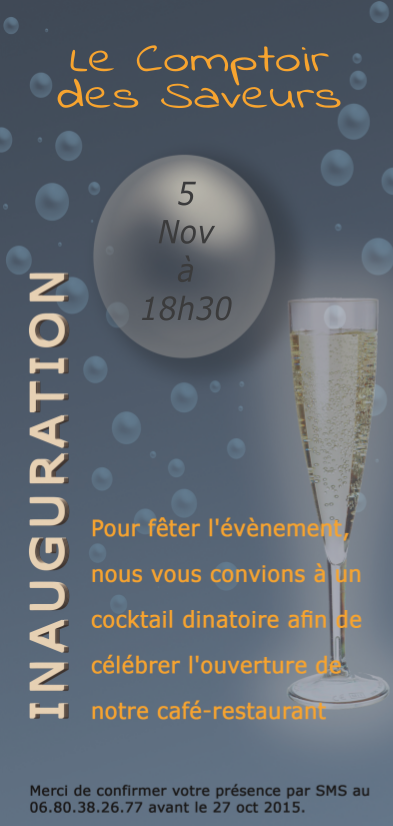 Le Comptoir
des Saveurs
5
Nov
à
18h30
INAUGURATION
Pour fêter l'évènement,
nous vous convions à un
cocktail dinatoire afin de
célébrer l'ouverture de
notre café-restaurant
Merci de confirmer votre présence par SMS au
06.80.38.26.77 avant le 27 oct 2015.